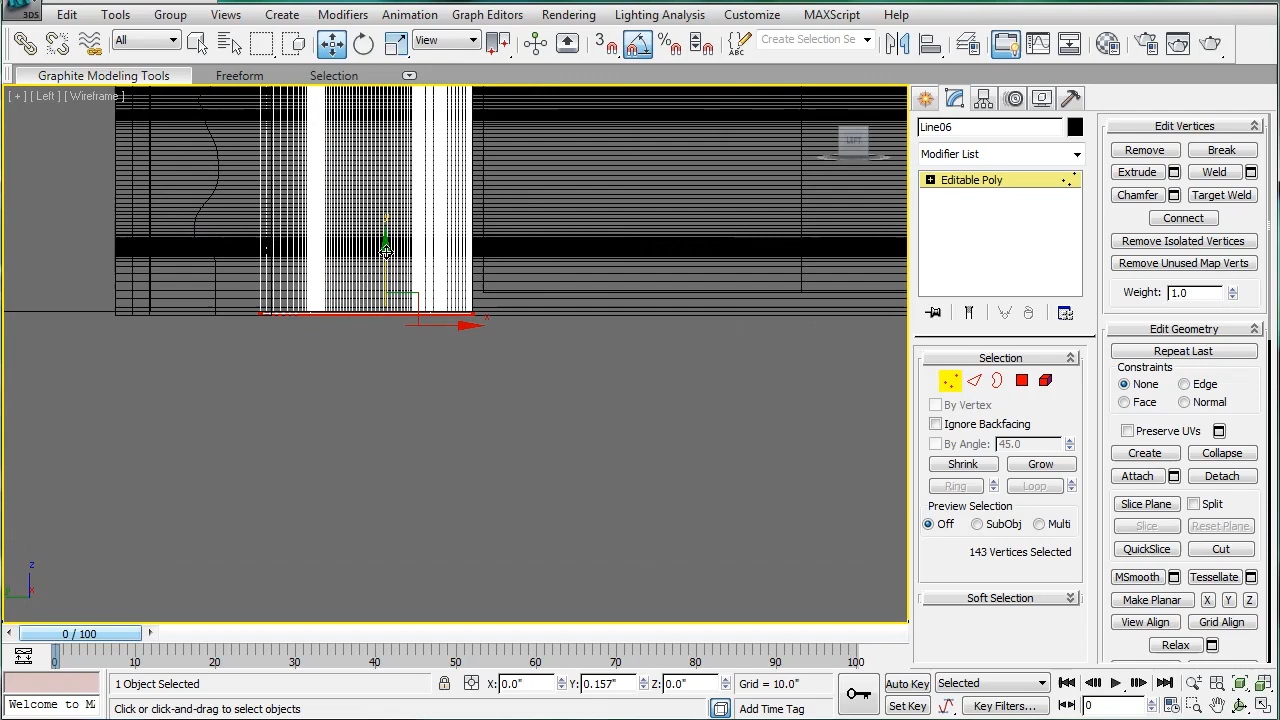 3DS Edit Tools Group Views Create Modifiers Animation Graph Editors Rendering Lighting Analysis Customize MAXScript Help
All View 3 ABC Create Selection Se
Graphite Modeling Tools Freeform Selection
[ + ] [ Left ] [ Wireframe ]
LEFT
y
x
z
Line06
Modifier List
Editable Poly
Selection
By Vertex
Ignore Backfacing
By Angle: 45.0
Shrink Grow
Ring Loop
Preview Selection
Off SubObj Multi
143 Vertices Selected
Soft Selection
Edit Vertices
Remove Break
Extrude Weld
Chamfer Target Weld
Connect
Remove Isolated Vertices
Remove Unused Map Verts
Weight: 1.0
Edit Geometry
Repeat Last
Constraints
None Edge
Face Normal
Preserve UVs
Create Collapse
Attach Detach
Slice Plane Split
Slice Reset Plane
QuickSlice Cut
MSmooth Tessellate
Make Planar X Y Z
View Align Grid Align
Relax
0 / 100
0 10 20 30 40 50 60 70 80 90 100
1 Object Selected X: 0.0" Y: 0.157" Z: 0.0" Grid = 10.0" Auto Key Selected
Welcome to M Click or click-and-drag to select objects Add Time Tag Set Key Key Filters... 0